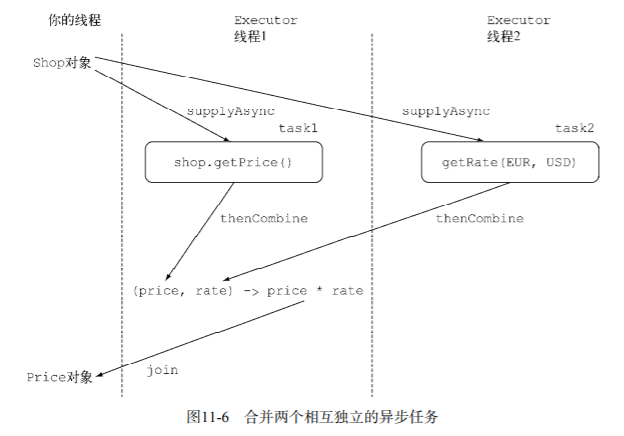 你的线程
Executor
线程1
Executor
线程2
Shop对象
supplyAsync
supplyAsync
task1
task2
shop.getPrice()
getRate(EUR, USD)
thenCombine
thenCombine
(price, rate) -> price * rate
join
Price对象
图11-6 合并两个相互独立的异步任务